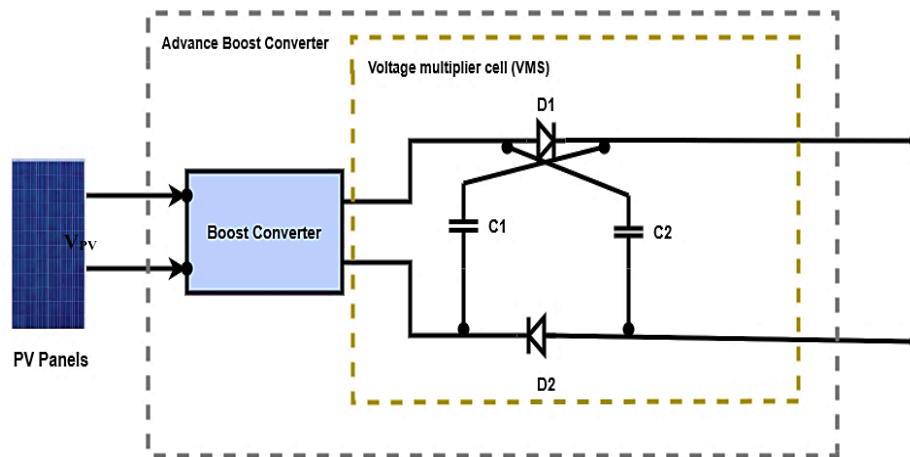 Advance Boost Converter
Voltage multiplier cell (VMS)
D1
Boost Converter
C1
C2
VPV
PV Panels
D2